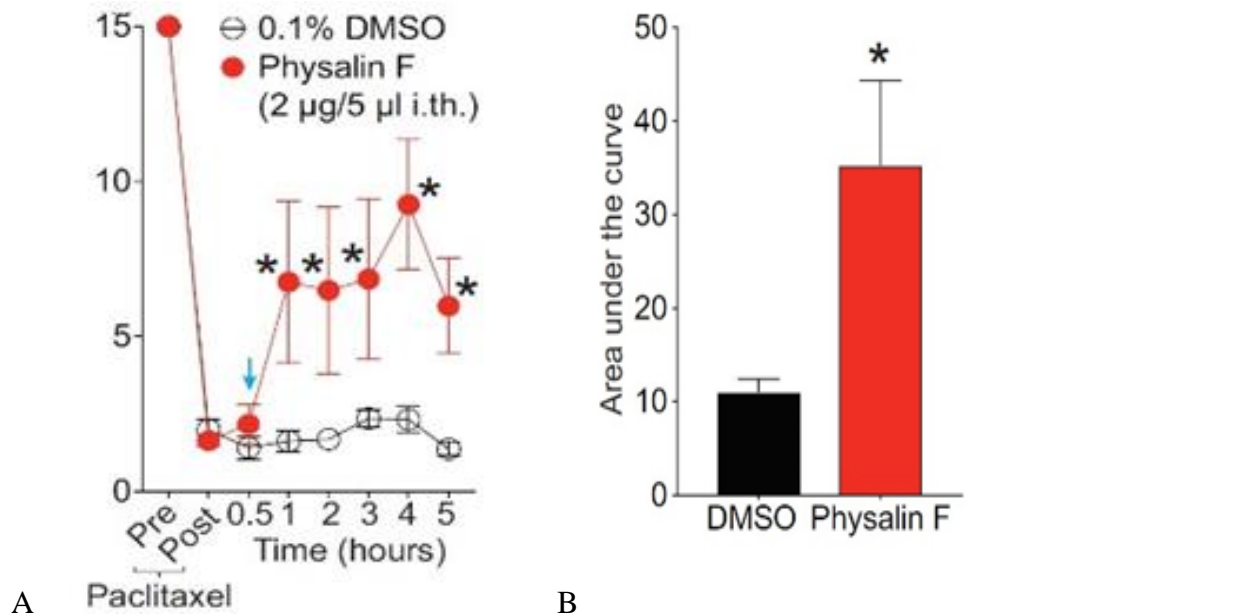 15
10
5
0
0.1% DMSO
Physalin F
(2 µg/5 µl i.th.)
*
*
*
*
*
Pre Post 0.5 1 2 3 4 5
Time (hours)
Paclitaxel
A
Area under the curve
50
40
30
20
10
0
*
DMSO Physalin F
B